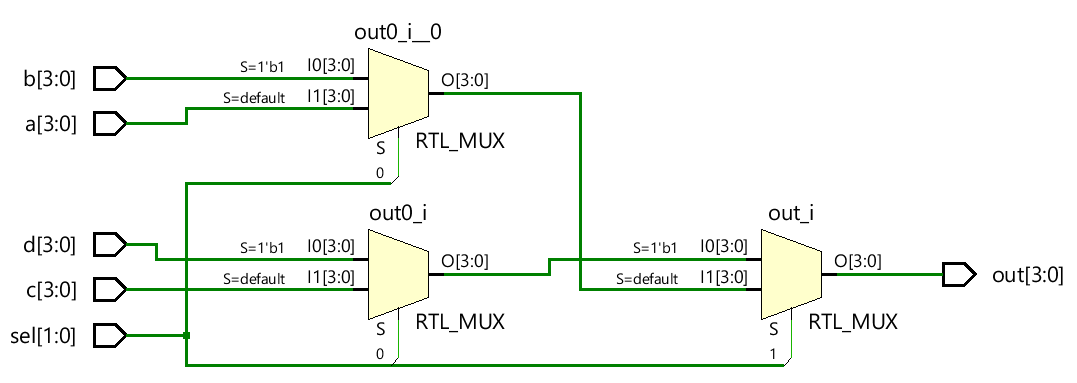 out0_i__0
b[3:0]
S=1'b1
I0[3:0]
O[3:0]
S=default
I1[3:0]
a[3:0]
RTL_MUX
S
0
out0_i
out_i
d[3:0]
S=1'b1
I0[3:0]
O[3:0]
S=1'b1
I0[3:0]
O[3:0]
c[3:0]
S=default
I1[3:0]
S=default
I1[3:0]
out[3:0]
sel[1:0]
S
RTL_MUX
S
RTL_MUX
0
1